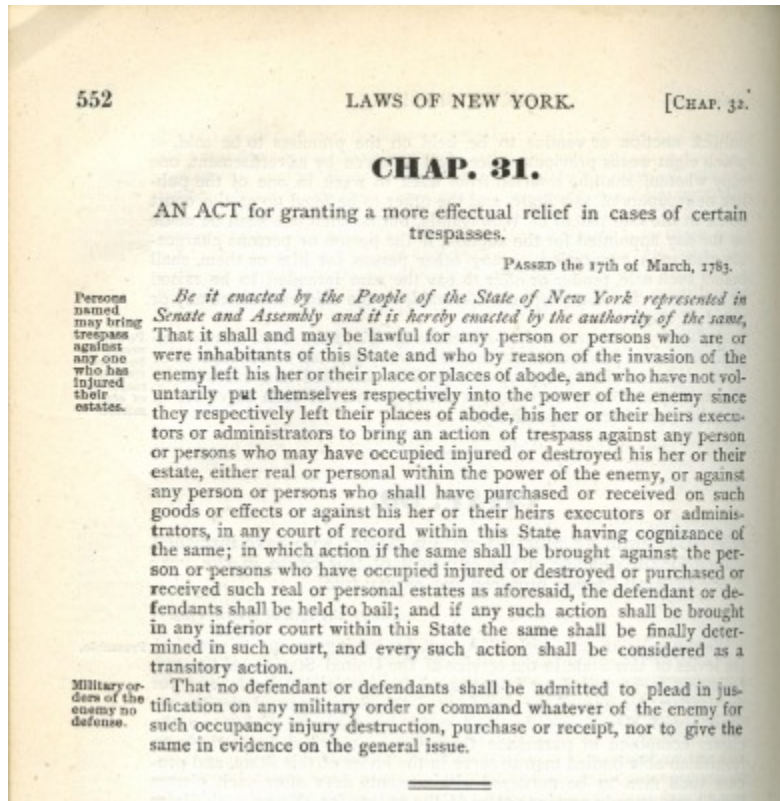 552 LAWS OF NEW YORK. [CHAP. 32.
CHAP. 31.
AN ACT for granting a more effectual relief in cases of certain
trespasses.
PASSED the 17th of March, 1783.
Persons
named
may bring
trespass
against
any one
who has
injured
their
estates.
Be it enacted by the People of the State of New York represented in
Senate and Assembly and it is hereby enacted by the authority of the same,
That it shall and may be lawful for any person or persons who are or
were inhabitants of this State and who by reason of the invasion of the
enemy left his her or their place or places of abode, and who have not vol-
untarily put themselves respectively into the power of the enemy since
they respectively left their places of abode, his her or their heirs execu-
tors or administrators to bring an action of trespass against any person
or persons who may have occupied injured or destroyed his her or their
estate, either real or personal within the power of the enemy, or against
any person or persons who shall have purchased or received on such
goods or effects or against his her or their heirs executors or adminis-
trators, in any court of record within this State having cognizance of
the same; in which action if the same shall be brought against the per-
son or persons who have occupied injured or destroyed or purchased or
received such real or personal estates as aforesaid, the defendant or de-
fendants shall be held to bail; and if any such action shall be brought
in any inferior court within this State the same shall be finally deter-
mined in such court, and every such action shall be considered as a
transitory action.
Military or-
ders of the
enemy no
defense.
That no defendant or defendants shall be admitted to plead in jus-
tification on any military order or command whatever of the enemy for
such occupancy injury destruction, purchase or receipt, nor to give the
same in evidence on the general issue.